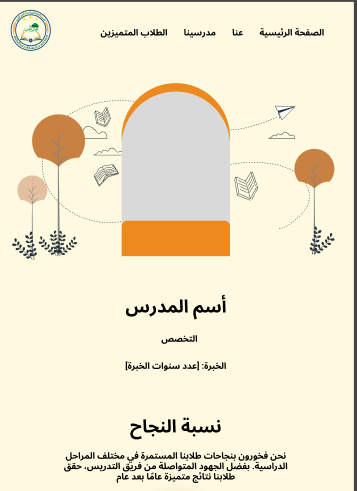 الصفحة الرئيسية عنا مدرسينا الطلاب المتميزين
أسم المدرس
التخصص
الخبرة: [عدد سنوات الخبرة]
نسبة النجاح
نحن فخورون بنجاحات طلابنا المستمرة في مختلف المراحل
الدراسية. بفضل الجهود المتواصلة من فريق التدريس، حقق
طلابنا نتائج متميزة عامًا بعد عام